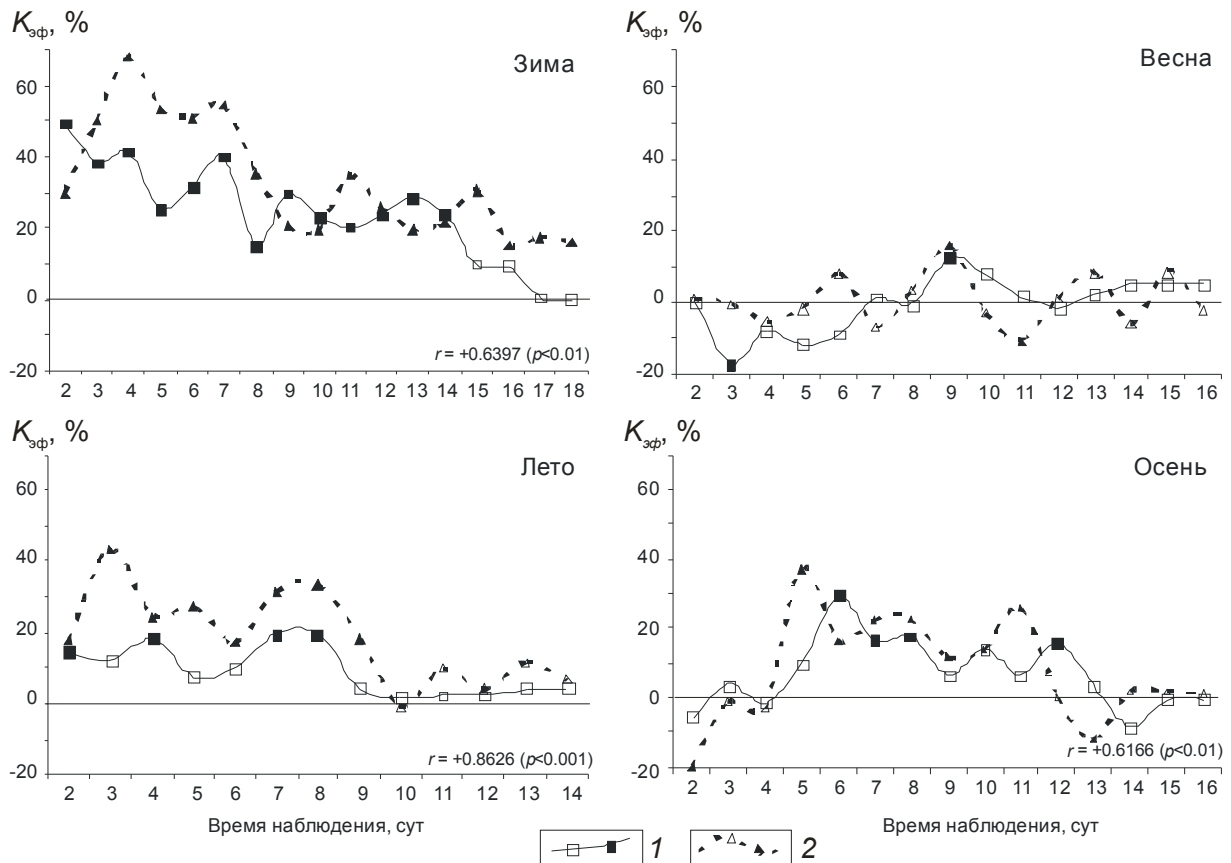 Kэф, %
Зима
60
40
20
0
-20
r = +0.6397 (p<0.01)
2 3 4 5 6 7 8 9 10 11 12 13 14 15 16 17 18
Kэф, %
Весна
60
40
20
0
-20
2 3 4 5 6 7 8 9 10 11 12 13 14 15 16
Kэф, %
Лето
60
40
20
0
-20
r = +0.8626 (p<0.001)
2 3 4 5 6 7 8 9 10 11 12 13 14
Время наблюдения, сут
Kэф, %
Осень
60
40
20
0
-20
r = +0.6166 (p<0.01)
2 3 4 5 6 7 8 9 10 11 12 13 14 15 16
Время наблюдения, сут
1
2